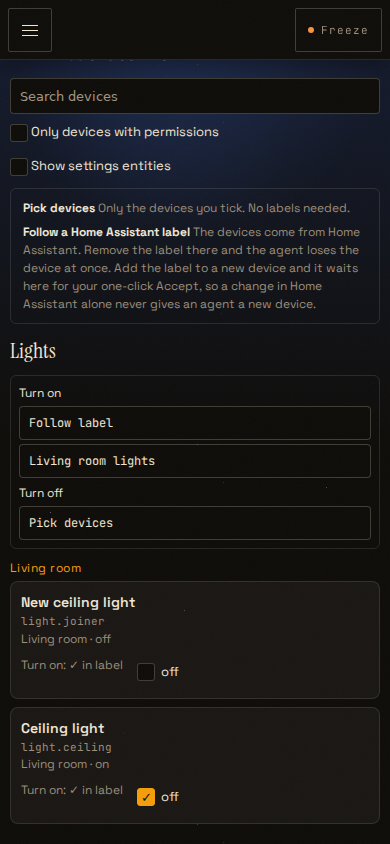 Freeze
Search devices
Only devices with permissions
Show settings entities
Pick devices Only the devices you tick. No labels needed.
Follow a Home Assistant label The devices come from Home
Assistant. Remove the label there and the agent loses the
device at once. Add the label to a new device and it waits
here for your one-click Accept, so a change in Home
Assistant alone never gives an agent a new device.
Lights
Turn on
Follow label
Living room lights
Turn off
Pick devices
Living room
New ceiling light
light.joiner
Living room · off
Turn on: ✓ in label
off
Ceiling light
light.ceiling
Living room · on
Turn on: ✓ in label
✓ off